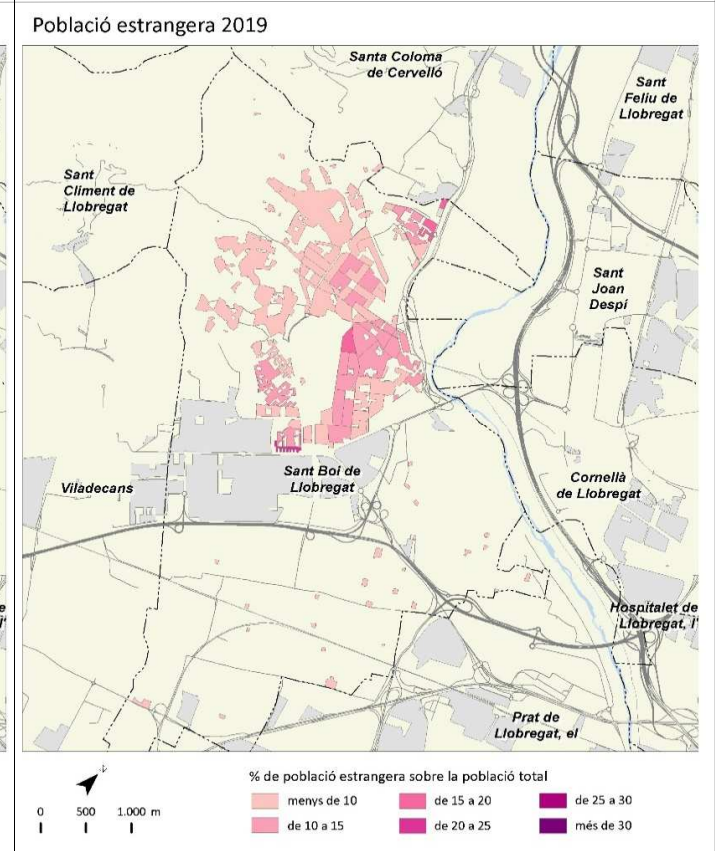 Població estrangera 2019
Santa Coloma
de Cervelló
Sant
Feliu de
Llobregat
Sant
Climent de
Llobregat
Sant
Joan
Despí
Sant Boi de
Llobregat
Viladecans
Cornellà
de Llobregat
Hospitalet de
Llobregat, l'
e
l'
Prat de
Llobregat, el
% de població estrangera sobre la població total
0 500 1.000 m
menys de 10
de 15 a 20
de 25 a 30
de 10 a 15
de 20 a 25
més de 30